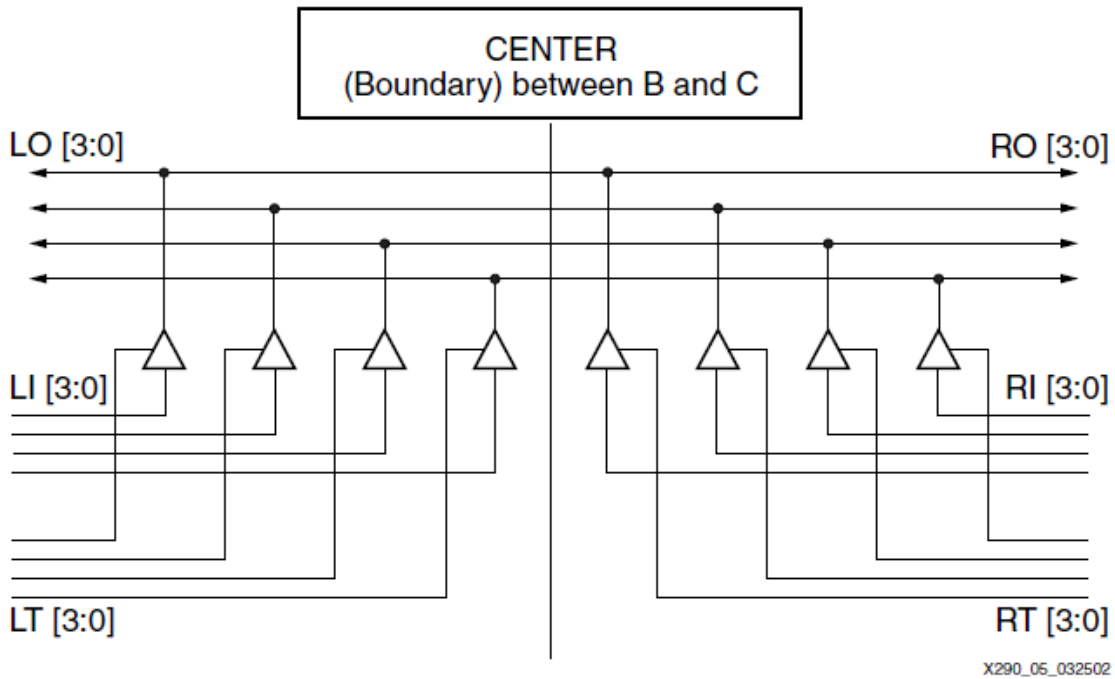 CENTER
(Boundary) between B and C
LO [3:0]
RO [3:0]
LI [3:0]
RI [3:0]
LT [3:0]
RT [3:0]
X290_05_032502